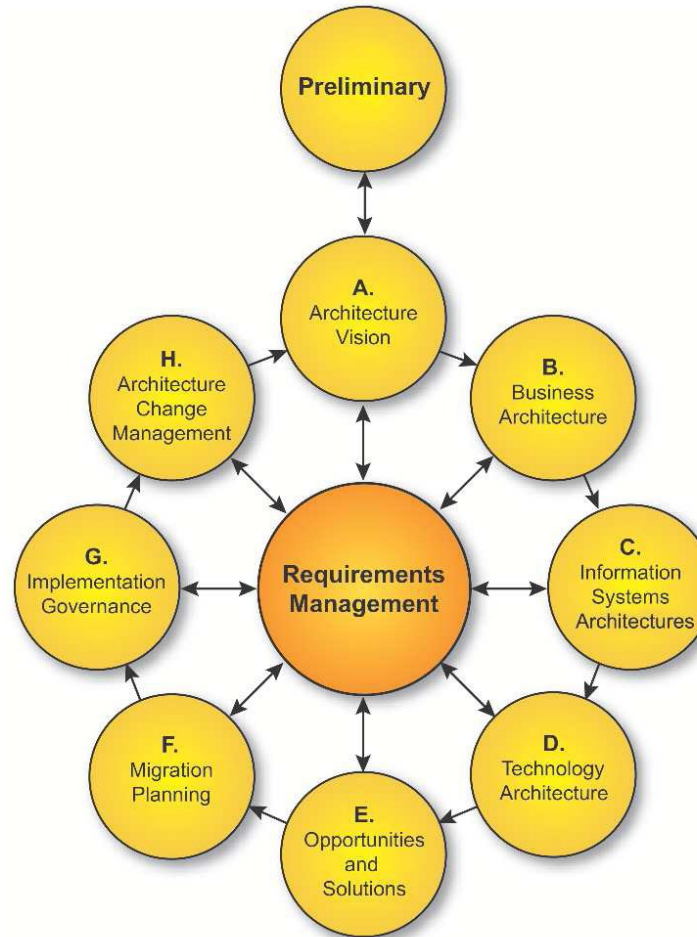 Preliminary
A.
Architecture
Vision
B.
Business
Architecture
C.
Information
Systems
Architectures
D.
Technology
Architecture
E.
Opportunities
and
Solutions
F.
Migration
Planning
G.
Implementation
Governance
H.
Architecture
Change
Management
Requirements
Management